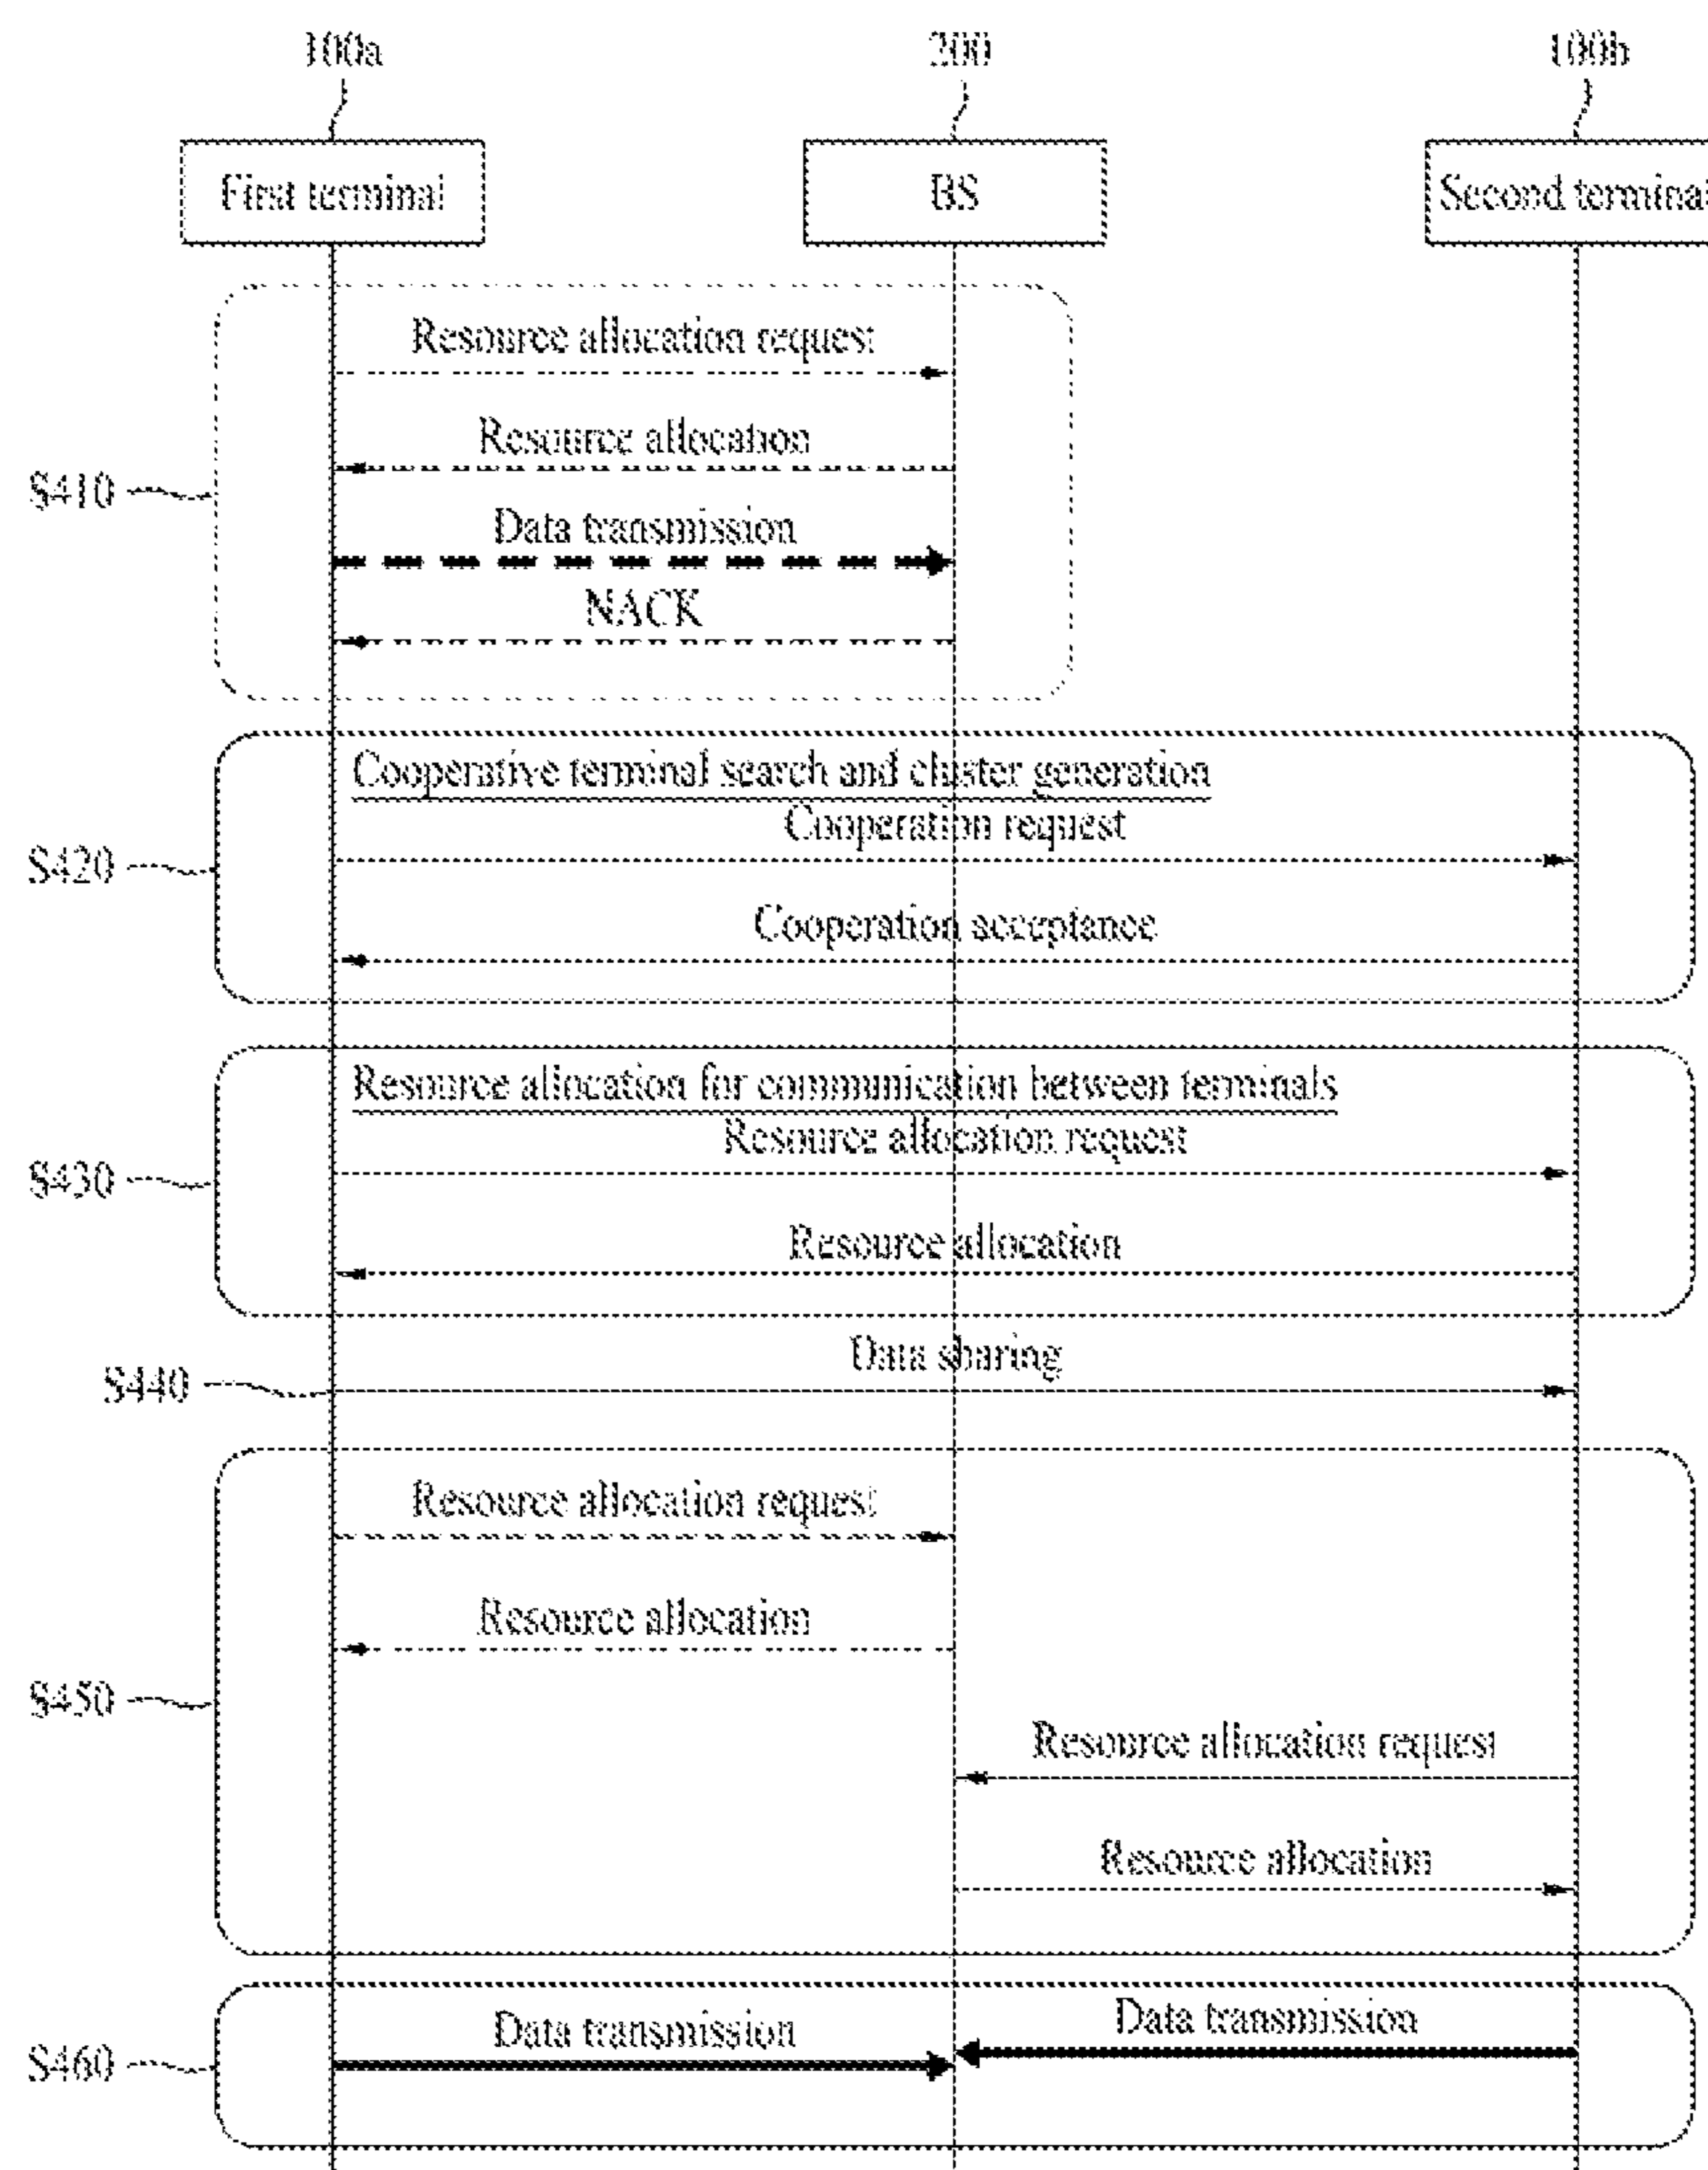 100a 200 100b
First terminal BS Second terminal
Resource allocation request
Resource allocation
S410
Data transmission
NACK
Cooperative terminal search and cluster generation
Cooperation request
S420
Cooperation acceptance
Resource allocation for communication between terminals
Resource allocation request
S430
Resource allocation
Data sharing
S440
Resource allocation request
Resource allocation
S450
Resource allocation request
Resource allocation
Data transmission Data transmission
S460